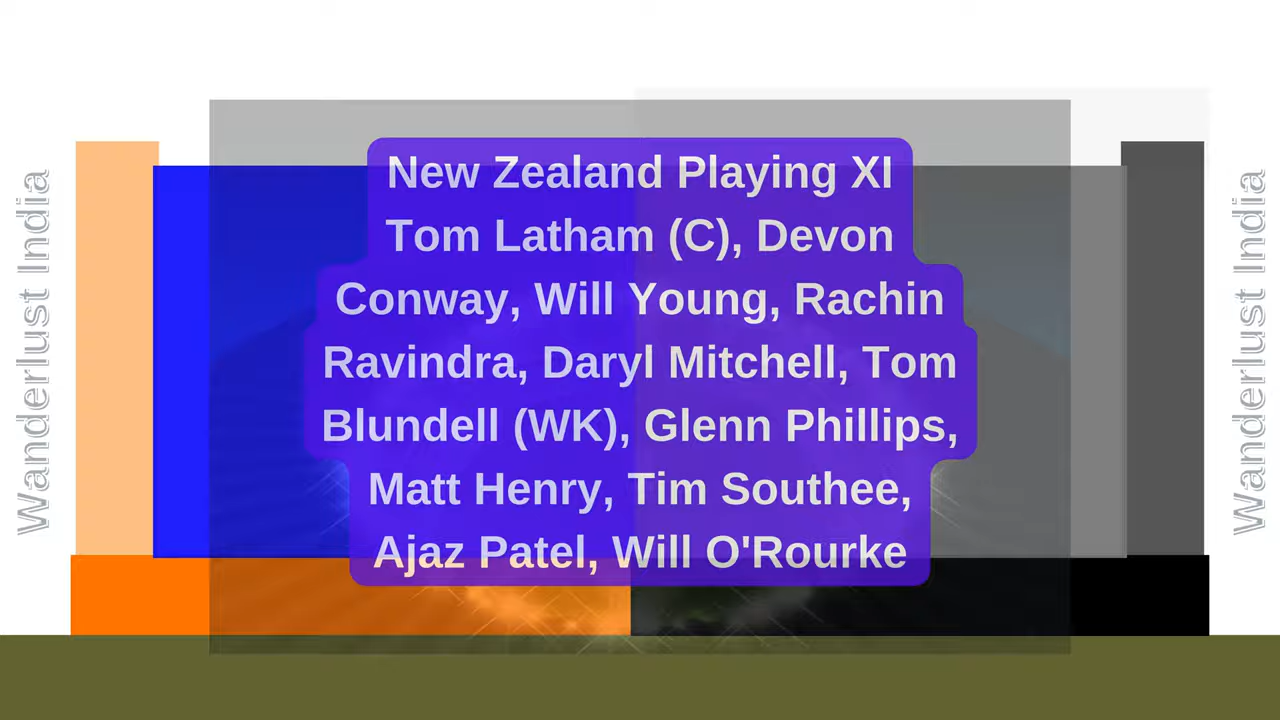 New Zealand Playing XI
Tom Latham (C), Devon
Conway, Will Young, Rachin
Ravindra, Daryl Mitchell, Tom
Blundell (WK), Glenn Phillips,
Matt Henry, Tim Southee,
Ajaz Patel, Will O'Rourke
Wanderlust India
Wanderlust India